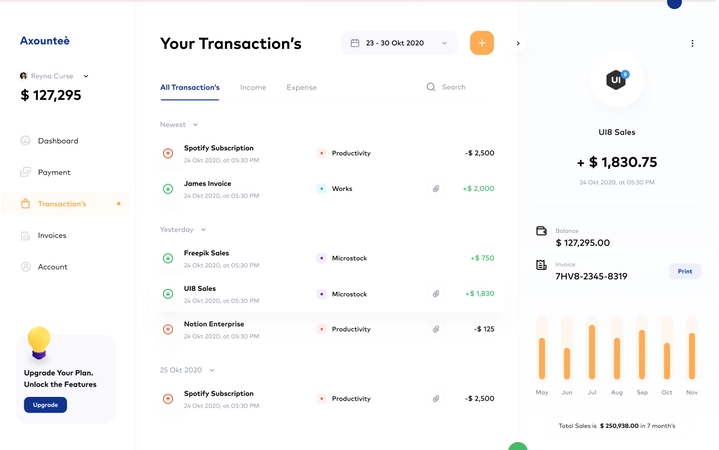 Axounteè
Reyna Curse
$ 127,295
Dashboard
Payment
Transaction's
Invoices
Account
Upgrade Your Plan.
Unlock the Features
Upgrade
Your Transaction's
23 - 30 Okt 2020
+
All Transaction's Income Expense Search
Newest
Spotify Subscription
24 Okt 2020, at 05:30 PM
Productivity
-$ 2,500
James Invoice
24 Okt 2020, at 05:30 PM
Works
+$ 2,000
Yesterday
Freepik Sales
24 Okt 2020, at 05:30 PM
Microstock
+$ 750
UI8 Sales
24 Okt 2020, at 05:30 PM
Microstock
+$ 1,830
Notion Enterprise
24 Okt 2020, at 05:30 PM
Productivity
-$ 125
25 Okt 2020
Spotify Subscription
24 Okt 2020, at 05:30 PM
Productivity
-$ 2,500
UI 8
UI8 Sales
+ $ 1,830.75
24 Okt 2020, at 05:30 PM
Balance
$ 127,295.00
Invoice
7HV8-2345-8319
Print
May Jun Jul Aug Sep Oct Nov
Total Sales is $ 250,938.00 in 7 month's